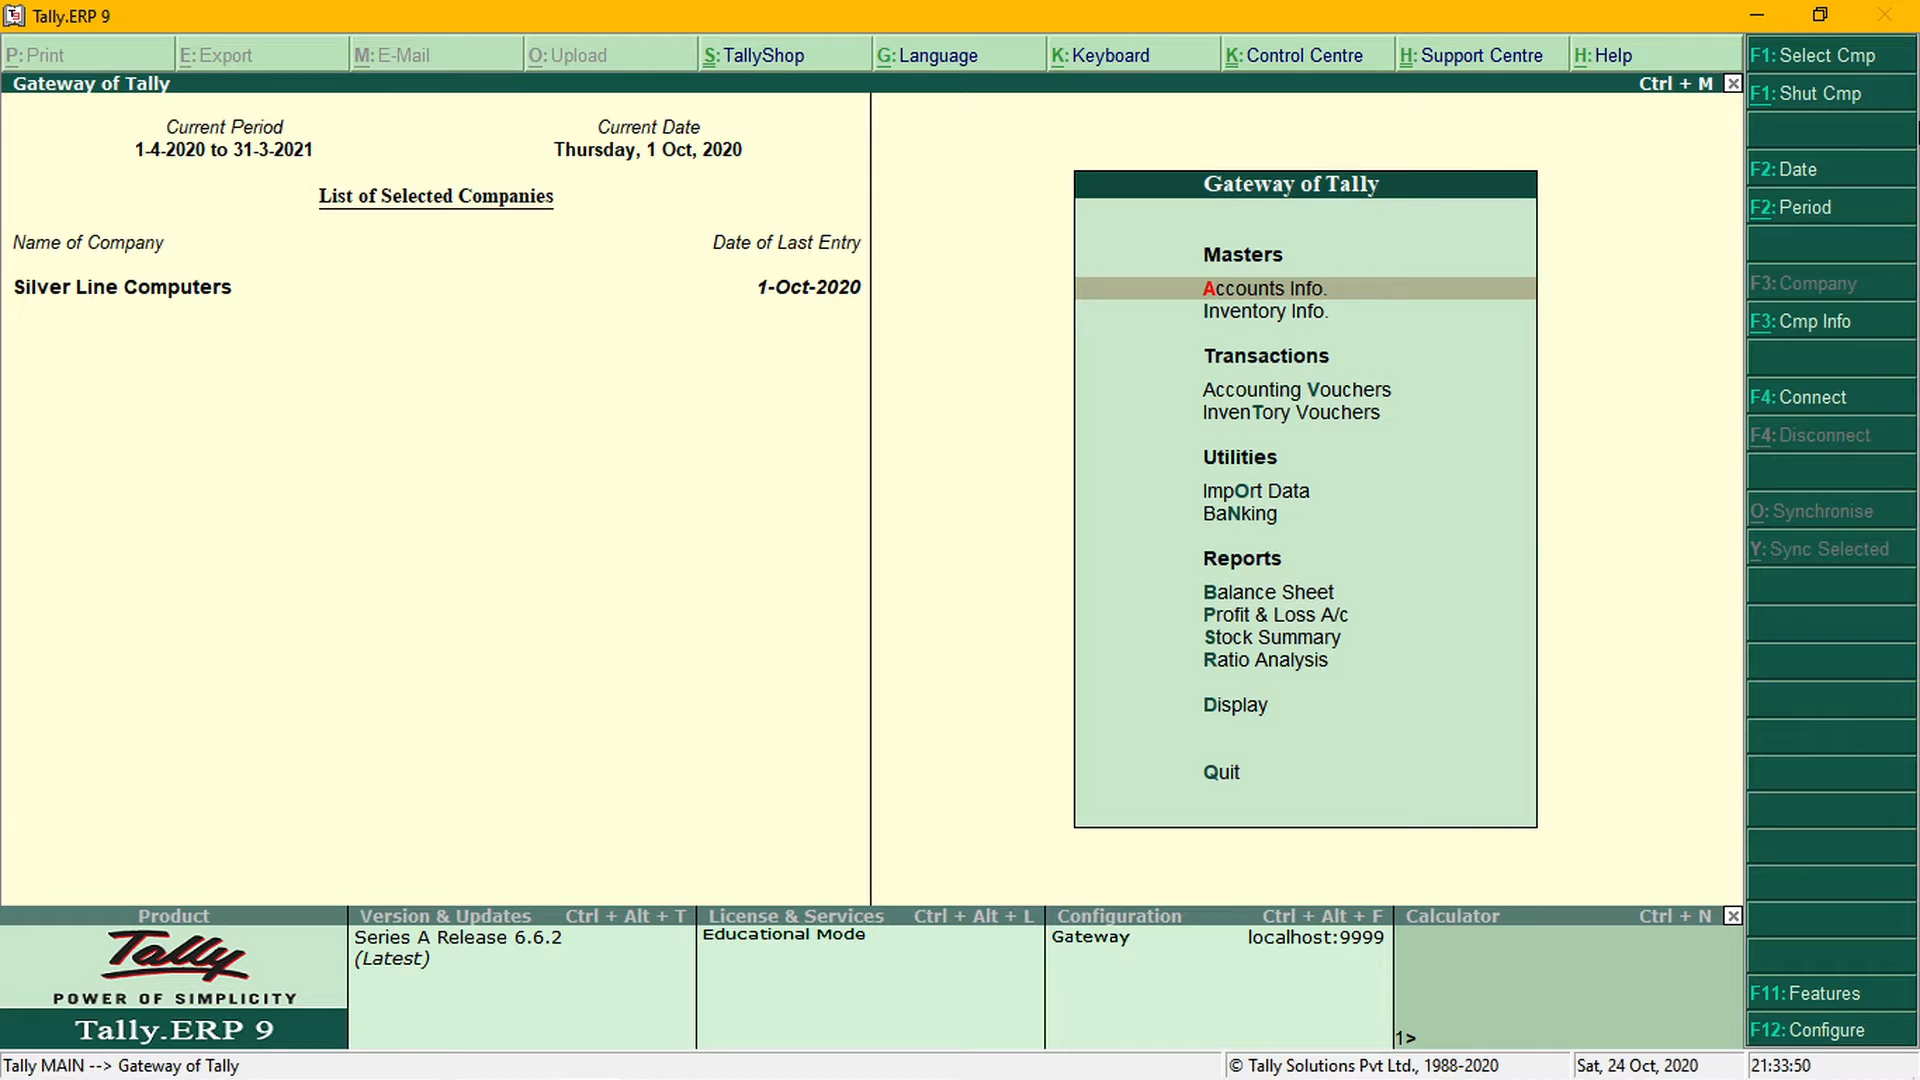 Tally.ERP 9
P: Print
E: Export
M: E-Mail
O: Upload
S: TallyShop
G: Language
K: Keyboard
K: Control Centre
H: Support Centre
H: Help
Gateway of Tally
Ctrl + M
Current Period
1-4-2020 to 31-3-2021
Current Date
Thursday, 1 Oct, 2020
List of Selected Companies
Name of Company
Date of Last Entry
Silver Line Computers
1-Oct-2020
Gateway of Tally
Masters
Accounts Info.
Inventory Info.
Transactions
Accounting Vouchers
InvenTory Vouchers
Utilities
ImpOrt Data
BaNking
Reports
Balance Sheet
Profit & Loss A/c
Stock Summary
Ratio Analysis
Display
Quit
F1: Select Cmp
F1: Shut Cmp
F2: Date
F2: Period
F3: Company
F3: Cmp Info
F4: Connect
F4: Disconnect
O: Synchronise
Y: Sync Selected
F11: Features
F12: Configure
Product
Tally
POWER OF SIMPLICITY
Tally.ERP 9
Version & Updates Ctrl + Alt + T
Series A Release 6.6.2
(Latest)
License & Services Ctrl + Alt + L
Educational Mode
Configuration Ctrl + Alt + F
Gateway localhost:9999
Calculator Ctrl + N
1>
Tally MAIN --> Gateway of Tally
© Tally Solutions Pvt Ltd., 1988-2020
Sat, 24 Oct, 2020
21:33:50